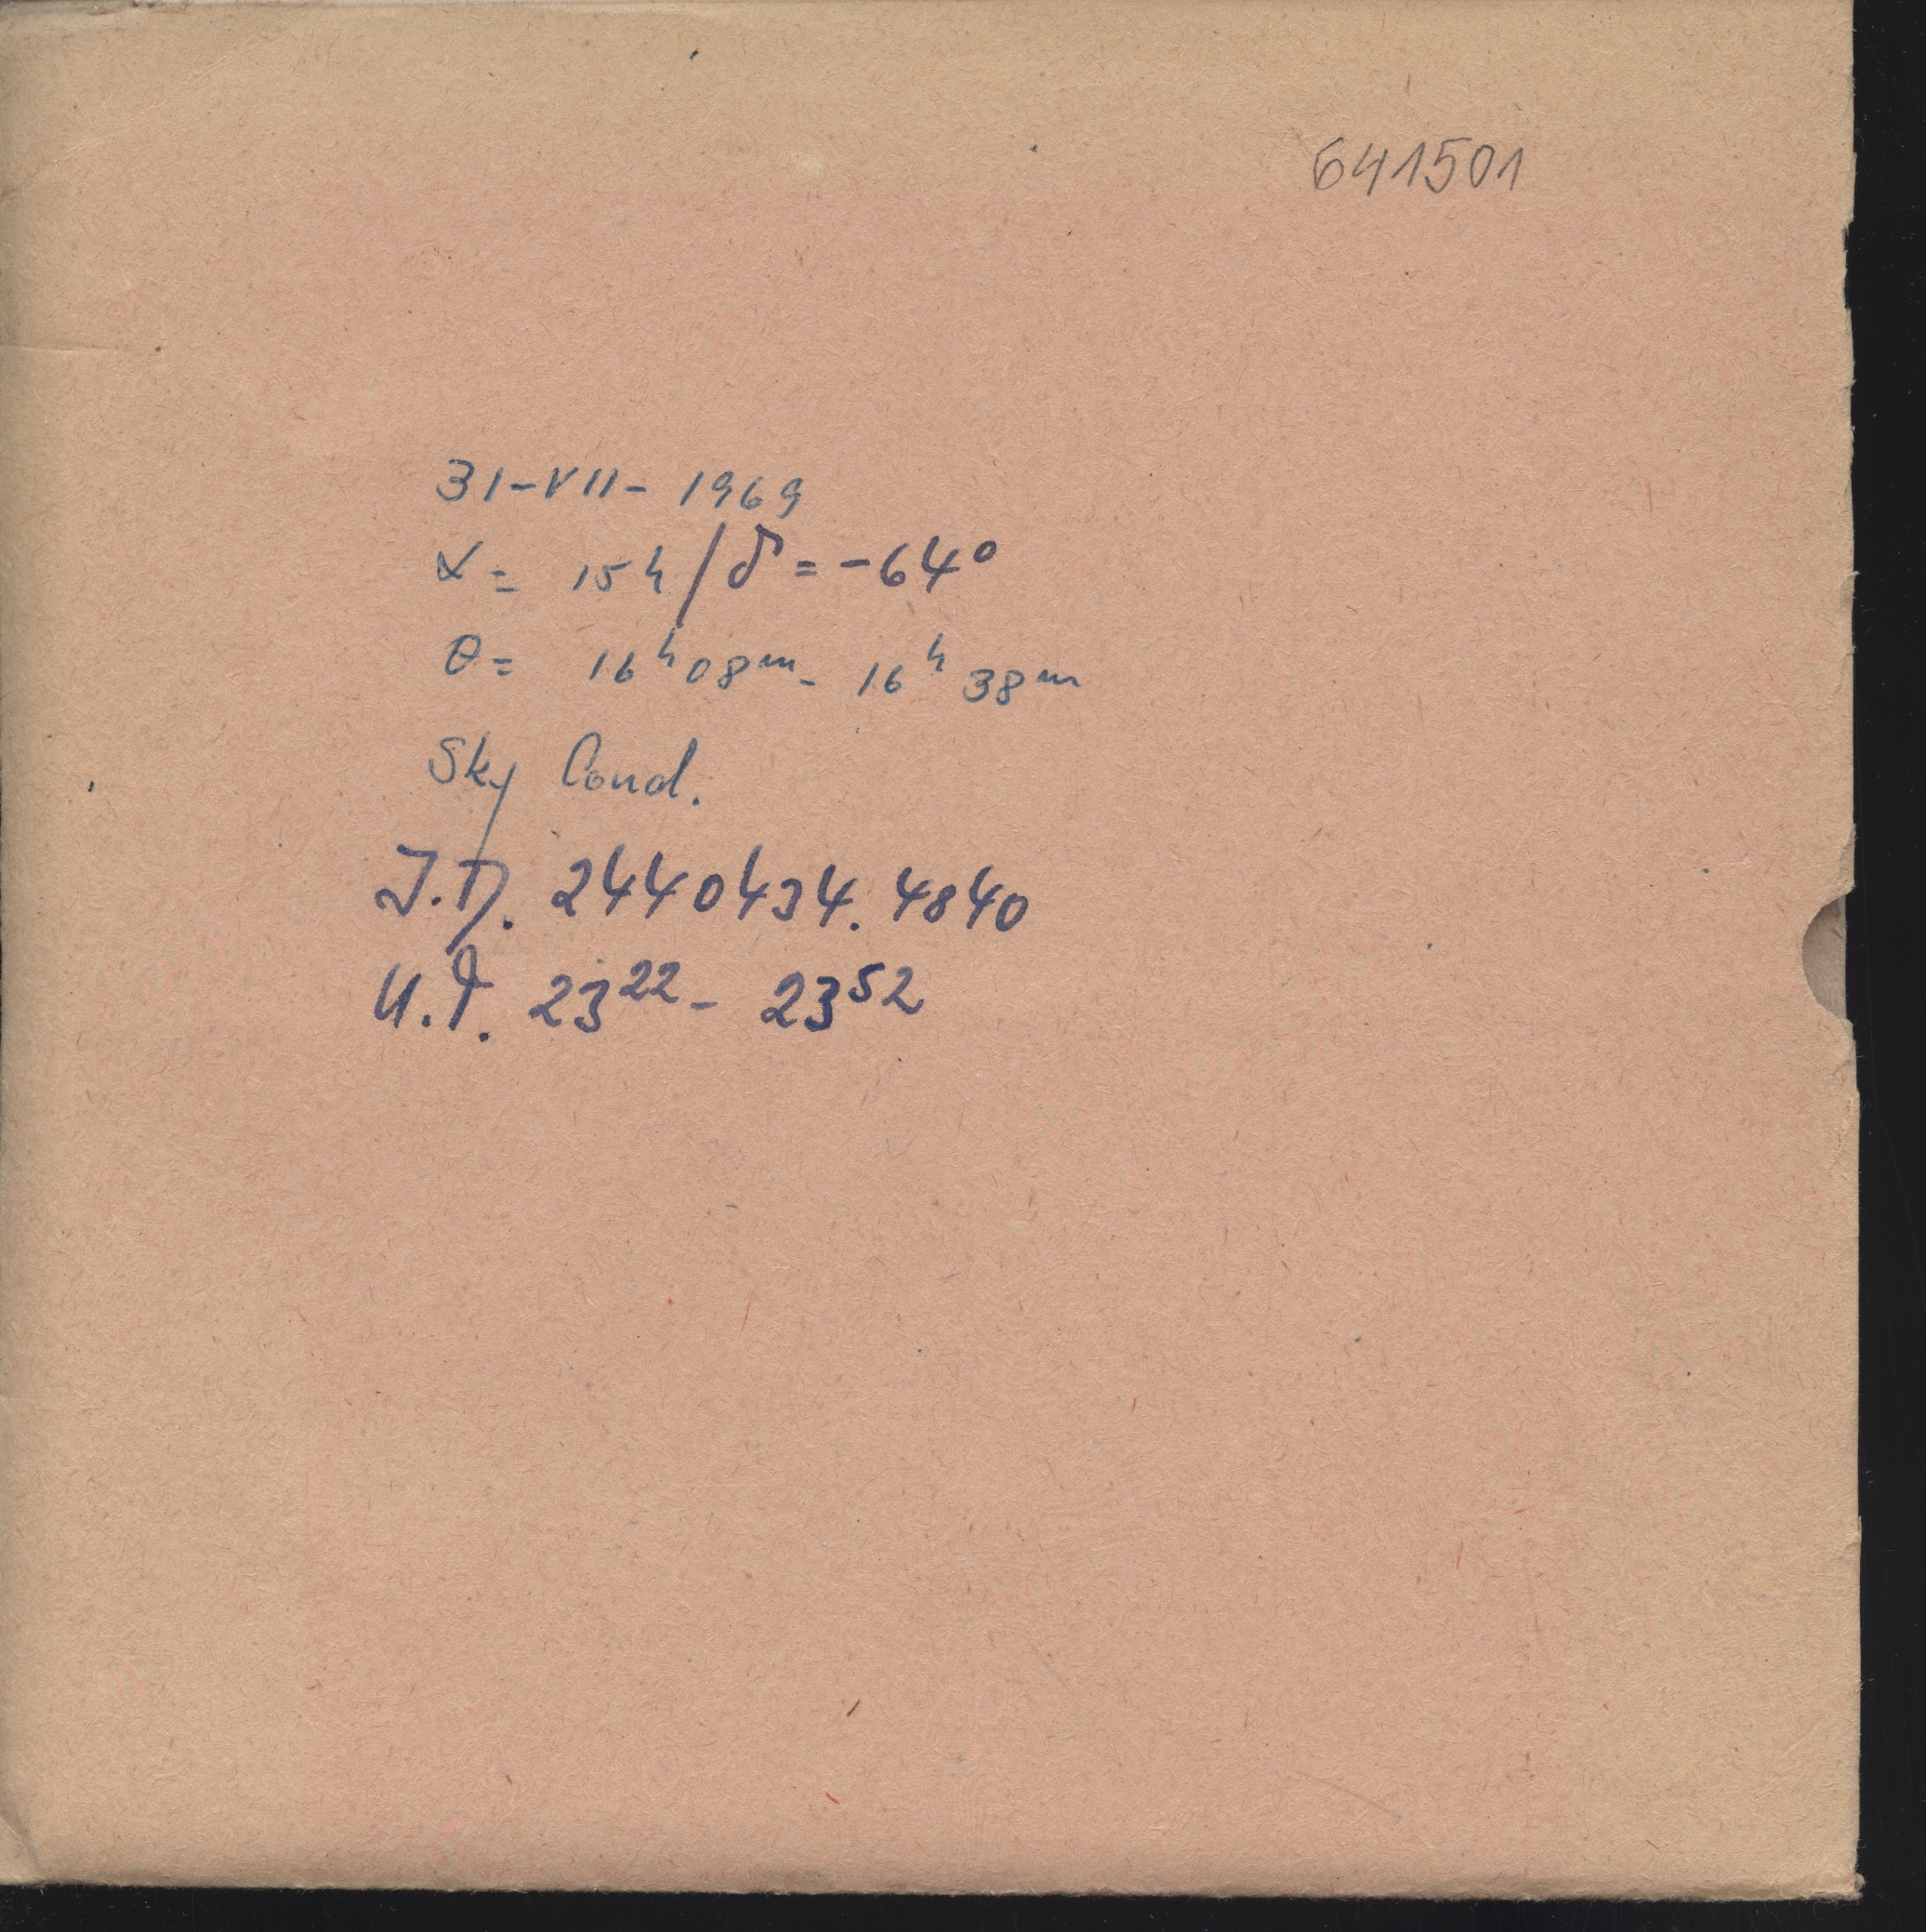 641501
31-VII-1969
α = 15h / δ = -64°
θ = 16ʰ08ᵐ - 16ʰ38ᵐ
Sky Cond.
J.D. 2440434.4840
U.T. 23²² - 23⁵²